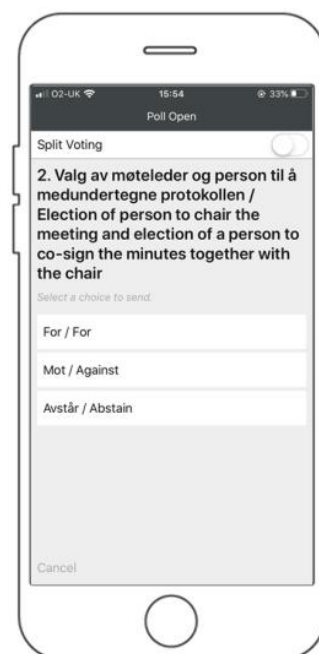 O2-UK 15:54 33%
Poll Open
Split Voting
2. Valg av møteleder og person til å
medundertegne protokollen /
Election of person to chair the
meeting and election of a person to
co-sign the minutes together with
the chair
Select a choice to send.
For / For
Mot / Against
Avstår / Abstain
Cancel